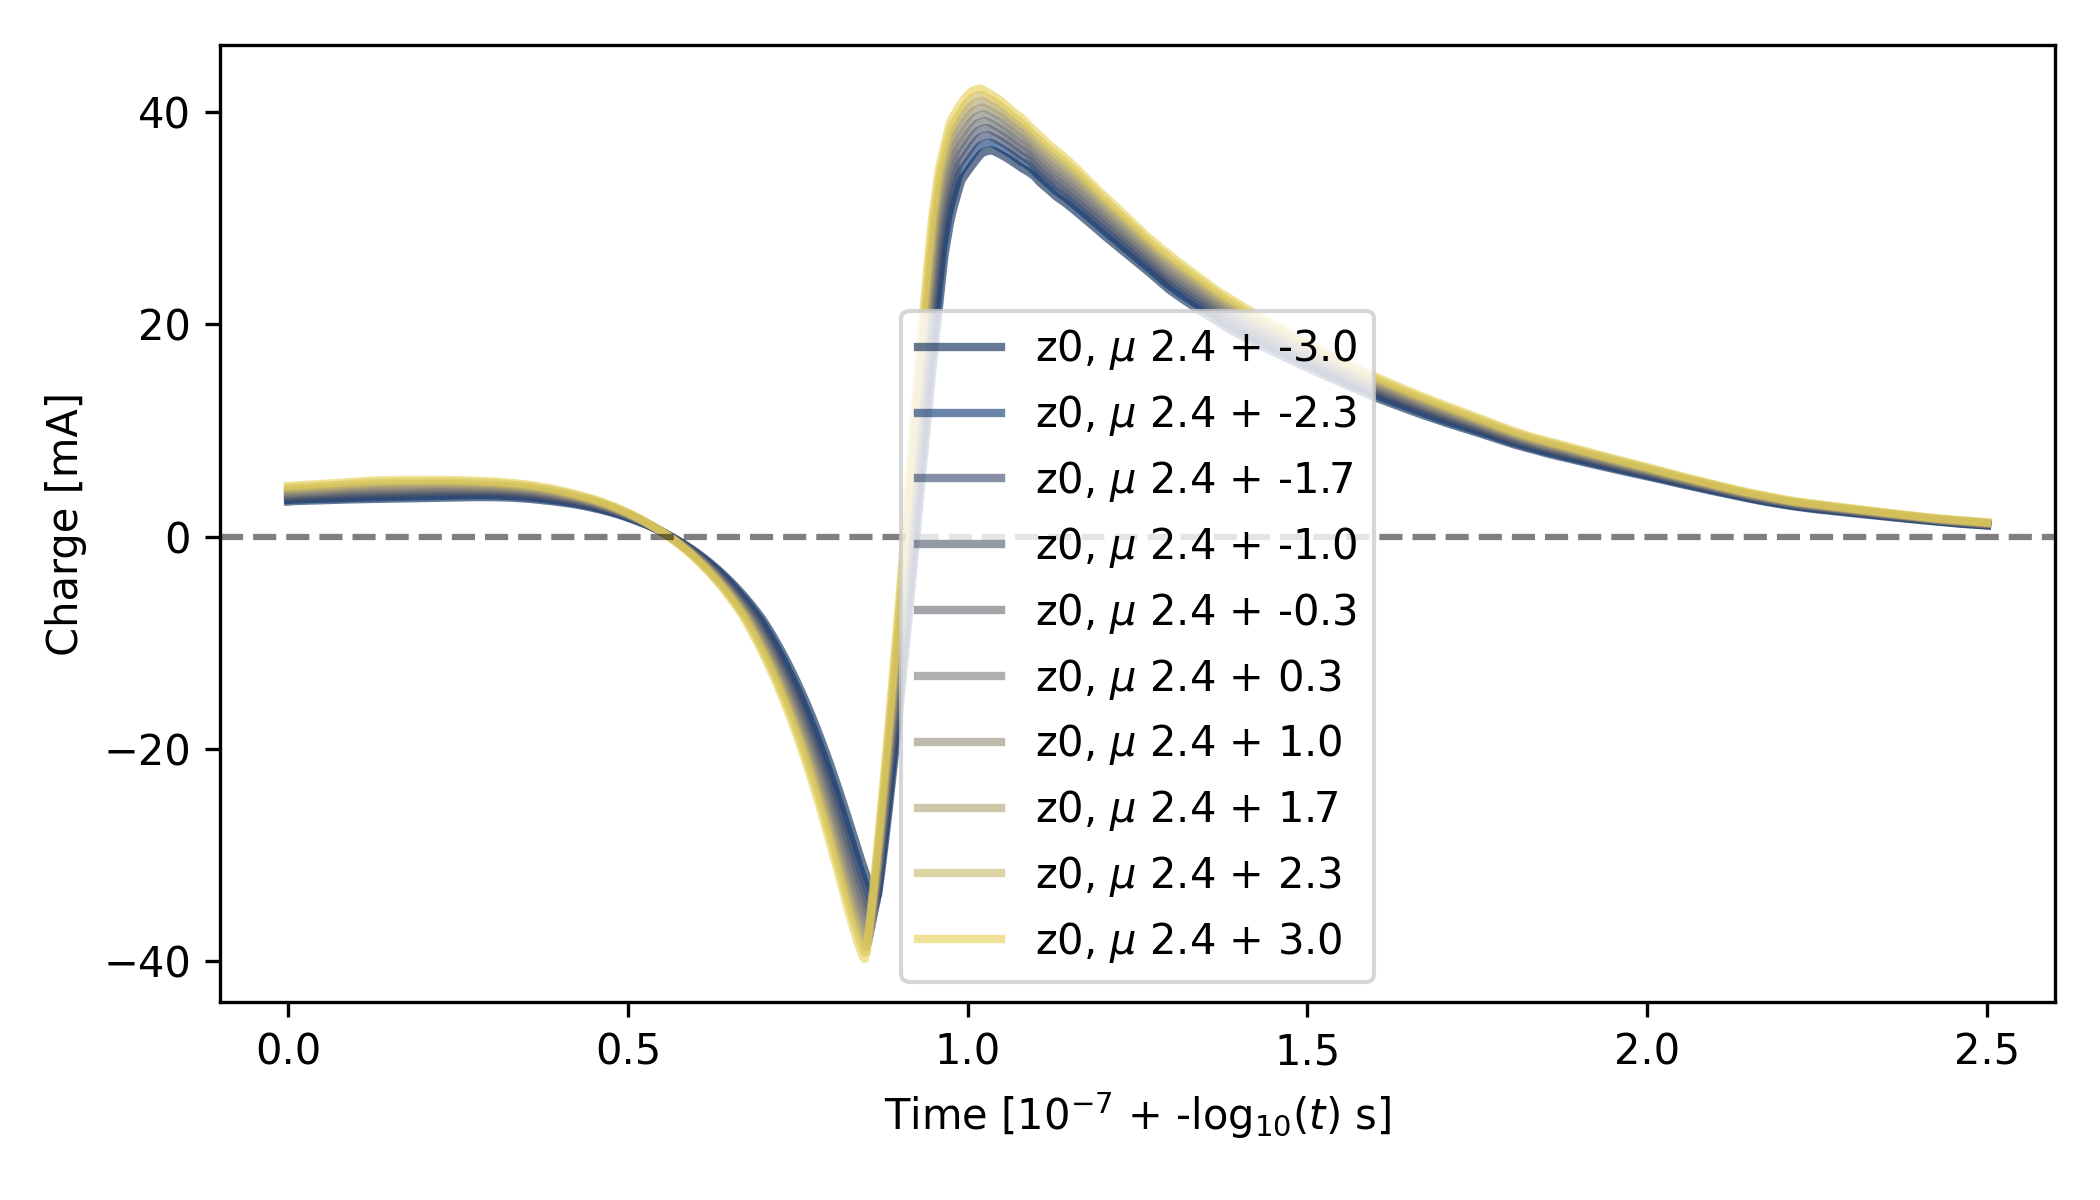 40
20
0
−20
−40
Charge [mA]
z0, μ 2.4 + -3.0
z0, μ 2.4 + -2.3
z0, μ 2.4 + -1.7
z0, μ 2.4 + -1.0
z0, μ 2.4 + -0.3
z0, μ 2.4 + 0.3
z0, μ 2.4 + 1.0
z0, μ 2.4 + 1.7
z0, μ 2.4 + 2.3
z0, μ 2.4 + 3.0
0.0 0.5 1.0 1.5 2.0 2.5
Time [10⁻⁷ + -log₁₀(t) s]